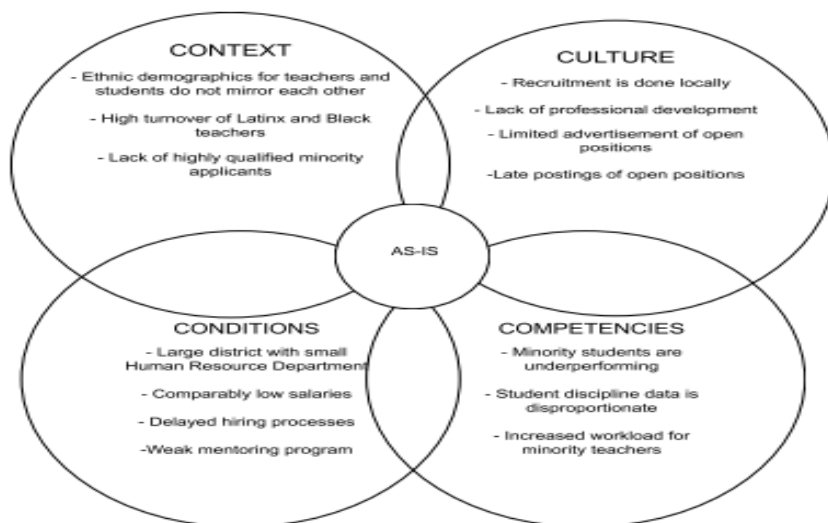 CONTEXT
- Ethnic demographics for teachers and
students do not mirror each other
- High turnover of Latinx and Black
teachers
- Lack of highly qualified minority
applicants
CULTURE
- Recruitment is done locally
- Lack of professional development
- Limited advertisement of open
positions
-Late postings of open positions
AS-IS
CONDITIONS
- Large district with small
Human Resource Department
- Comparably low salaries
- Delayed hiring processes
-Weak mentoring program
COMPETENCIES
- Minority students are
underperforming
- Student discipline data is
disproportionate
- Increased workload for
minority teachers